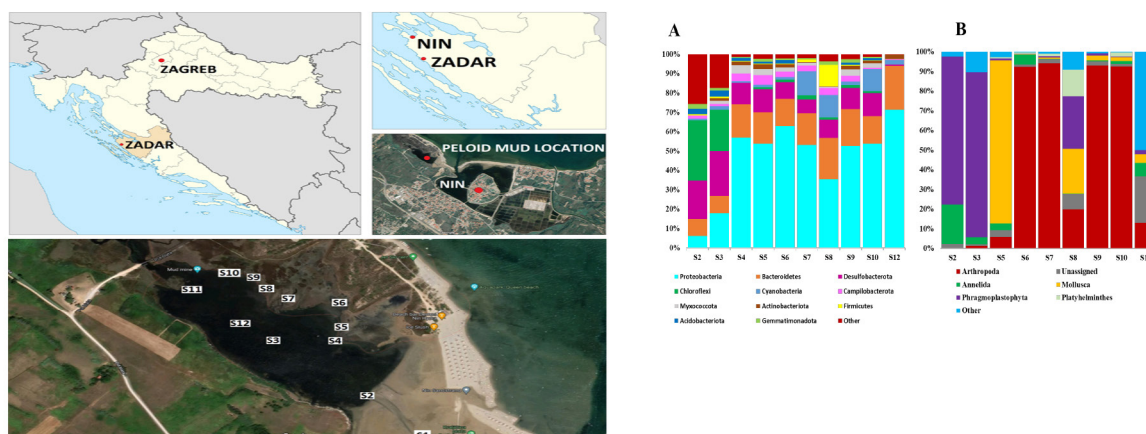 ZAGREB
ZADAR
NIN
ZADAR
PELOID MUD LOCATION
NIN
Mud mine
S10
S9
S11
S8
S7
S6
S12
S5
S3
S4
S2
A
100%
90%
80%
70%
60%
50%
40%
30%
20%
10%
0%
S2 S3 S4 S5 S6 S7 S8 S9 S10 S12
Proteobacteria Bacteroidetes Desulfobacterota
Chloroflexi Cyanobacteria Campilobacterota
Myxococcota Actinobacteriota Firmicutes
Acidobacteriota Gemmatimonadota Other
B
100%
90%
80%
70%
60%
50%
40%
30%
20%
10%
0%
S2 S3 S5 S6 S7 S8 S9 S10
Arthropoda Unassigned
Annelida Mollusca
Phragmoplastophyta Platyhelminthes
Other